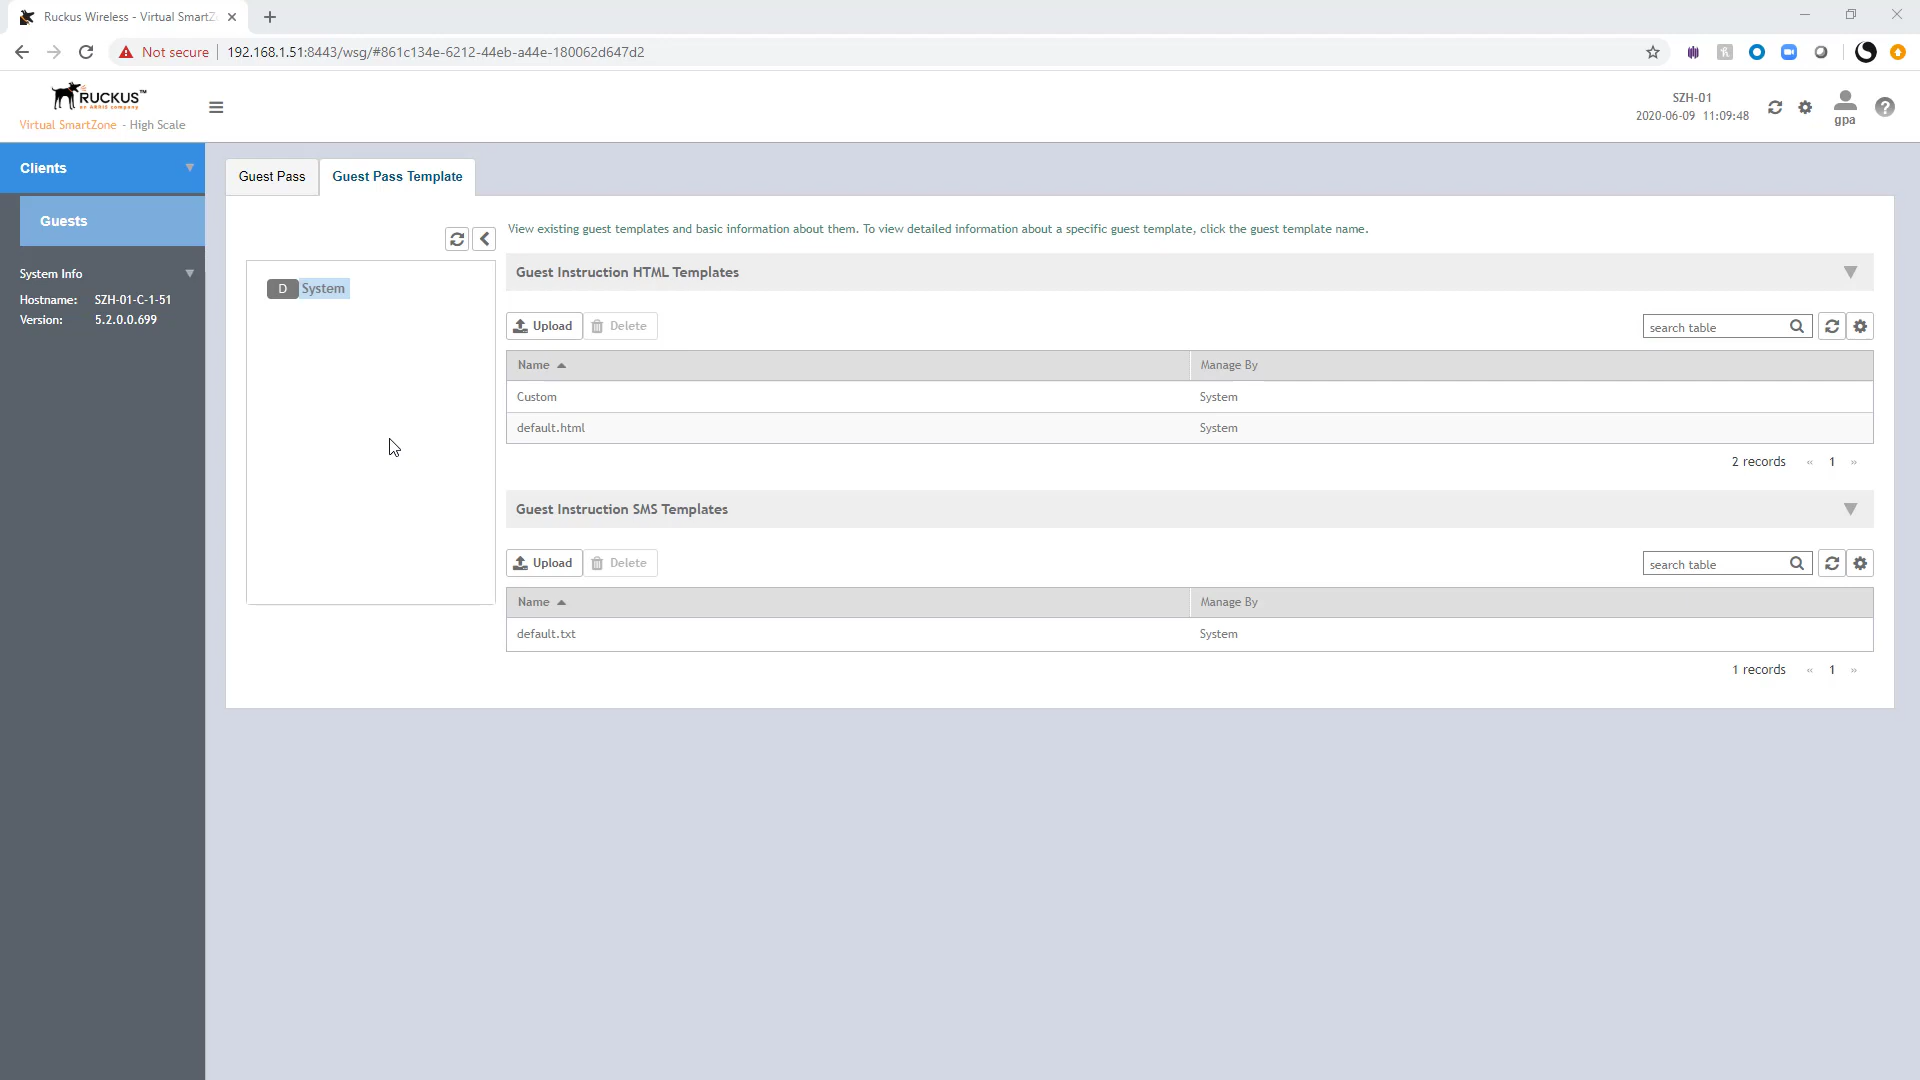 Ruckus Wireless - Virtual SmartZ
Not secure
192.168.1.51:8443/wsg/#861c134e-6212-44eb-a44e-180062d647d2
RUCKUS™
an ARRIS company
Virtual SmartZone - High Scale
SZH-01
2020-06-09 11:09:48
gpa
Clients
Guests
System Info
Hostname: SZH-01-C-1-51
Version: 5.2.0.0.699
Guest Pass
Guest Pass Template
D System
View existing guest templates and basic information about them. To view detailed information about a specific guest template, click the guest template name.
Guest Instruction HTML Templates
Upload
Delete
search table
Name
Manage By
Custom
System
default.html
System
2 records « 1 »
Guest Instruction SMS Templates
Upload
Delete
search table
Name
Manage By
default.txt
System
1 records « 1 »